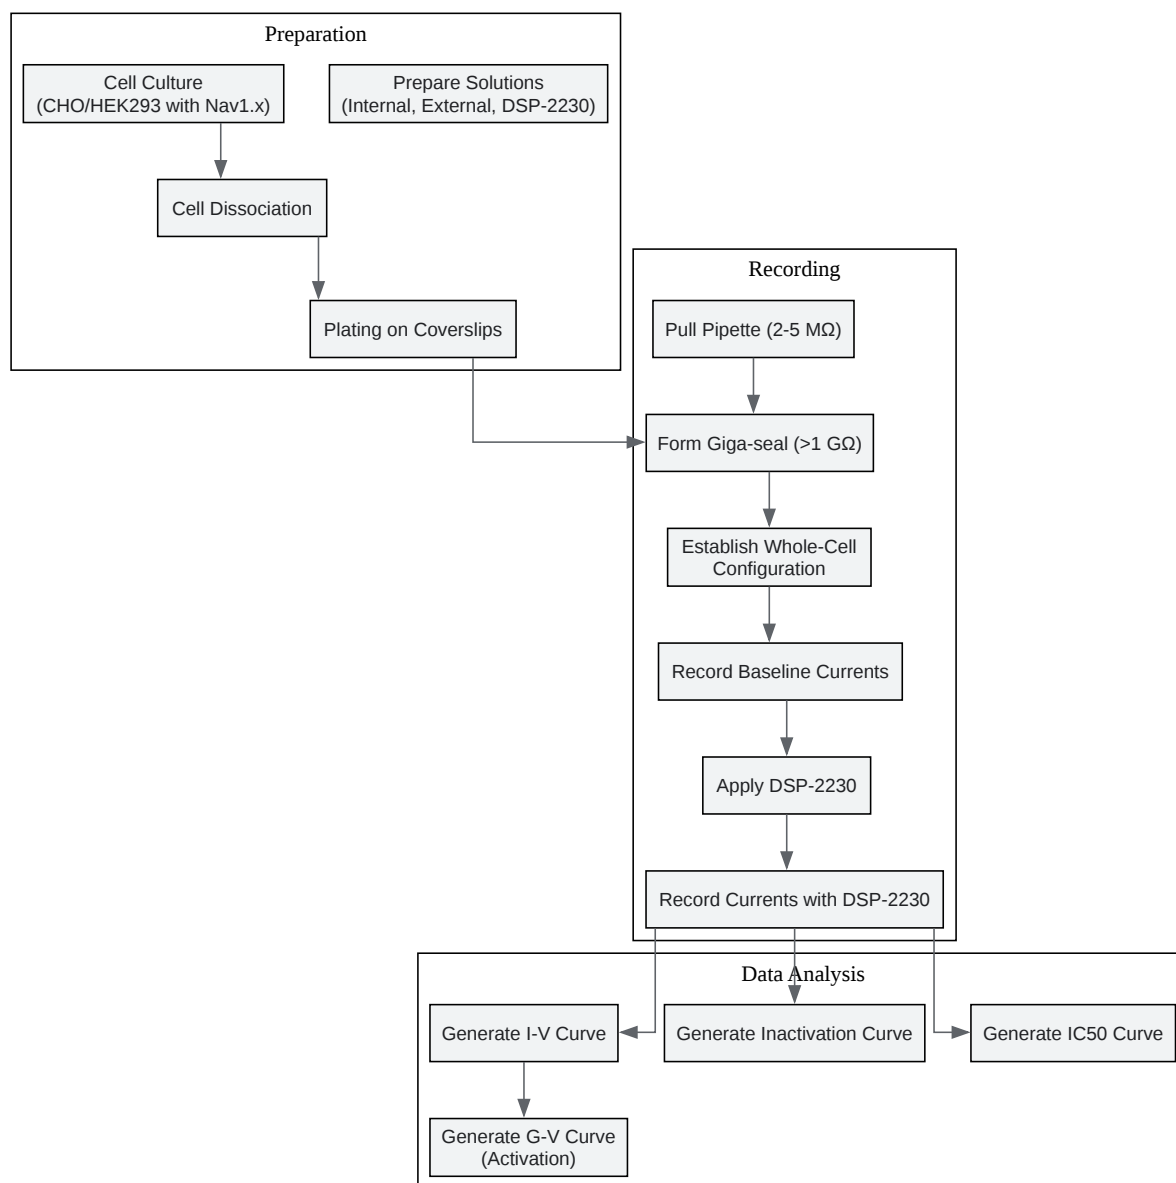 Preparation
Cell Culture
(CHO/HEK293 with Nav1.x)
Prepare Solutions
(Internal, External, DSP-2230)
Cell Dissociation
Plating on Coverslips
Recording
Pull Pipette (2-5 MΩ)
Form Giga-seal (>1 GΩ)
Establish Whole-Cell
Configuration
Record Baseline Currents
Apply DSP-2230
Record Currents with DSP-2230
Data Analysis
Generate I-V Curve
Generate Inactivation Curve
Generate IC50 Curve
Generate G-V Curve
(Activation)